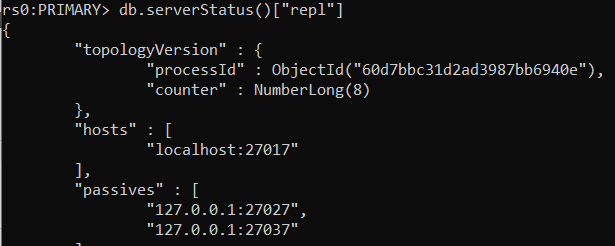 rs0:PRIMARY> db.serverStatus()["repl"]
{
"topologyVersion" : {
"processId" : ObjectId("60d7bbc31d2ad3987bb6940e"),
"counter" : NumberLong(8)
},
"hosts" : [
"localhost:27017"
],
"passives" : [
"127.0.0.1:27027",
"127.0.0.1:27037"